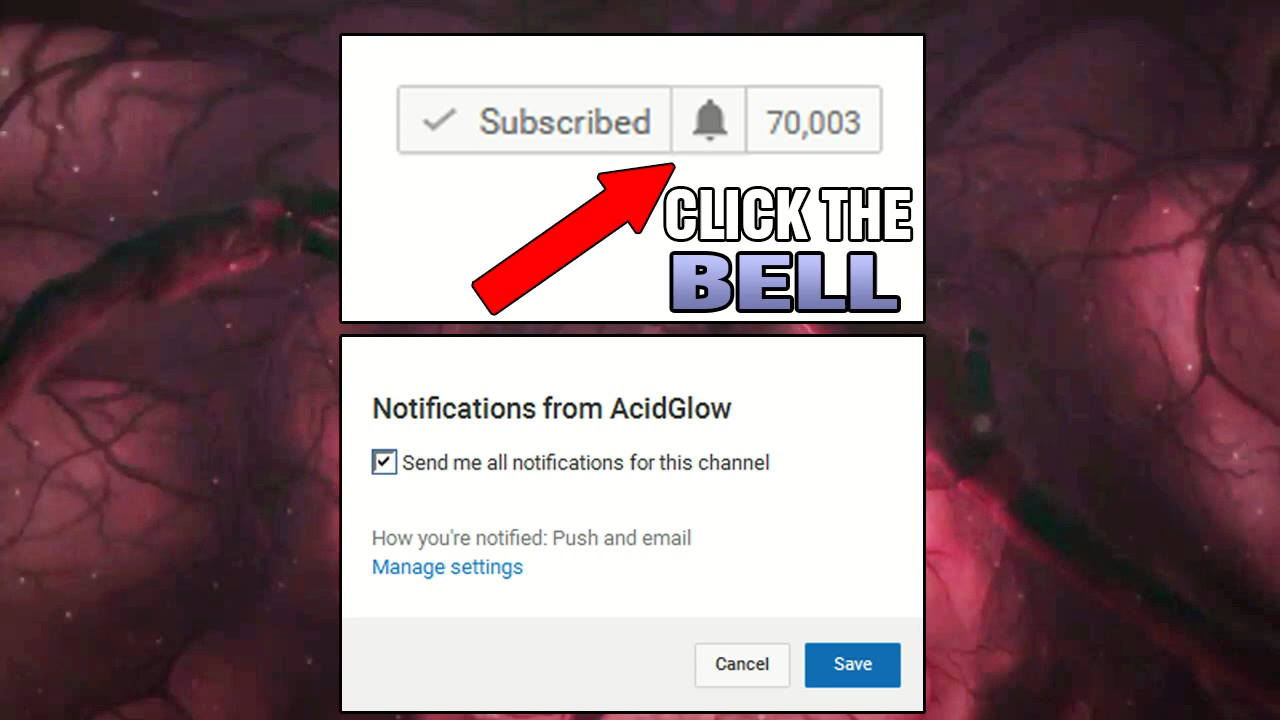 Subscribed 70,003
CLICK THE
BELL
Notifications from AcidGlow
Send me all notifications for this channel
How you're notified: Push and email
Manage settings
Cancel Save